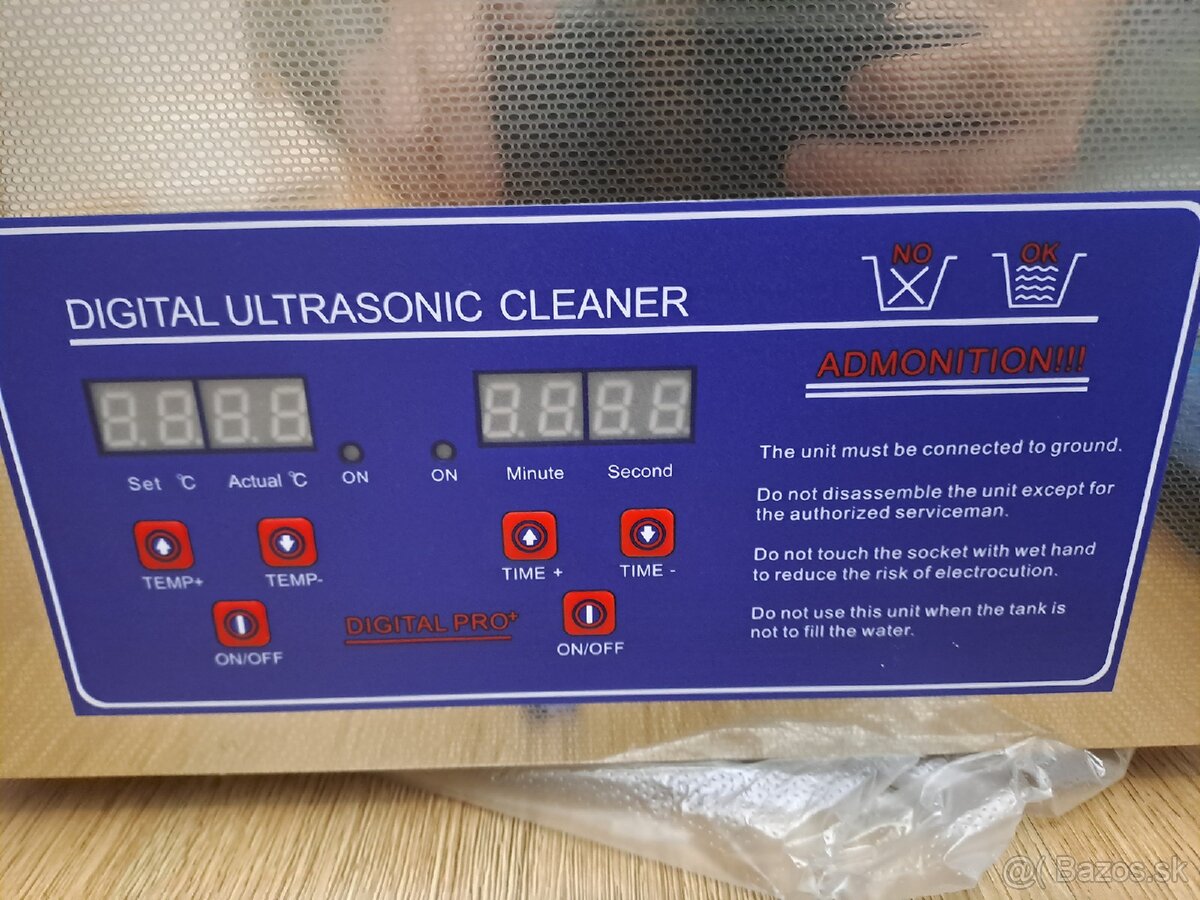 NO
OK
DIGITAL ULTRASONIC CLEANER
ADMONITION!!!
Set °C
Actual °C
ON
ON
Minute
Second
TEMP+
TEMP-
TIME +
TIME -
ON/OFF
DIGITAL PRO+
ON/OFF
The unit must be connected to ground.
Do not disassemble the unit except for
the authorized serviceman.
Do not touch the socket with wet hand
to reduce the risk of electrocution.
Do not use this unit when the tank is
not to fill the water.
@( Bazos.sk